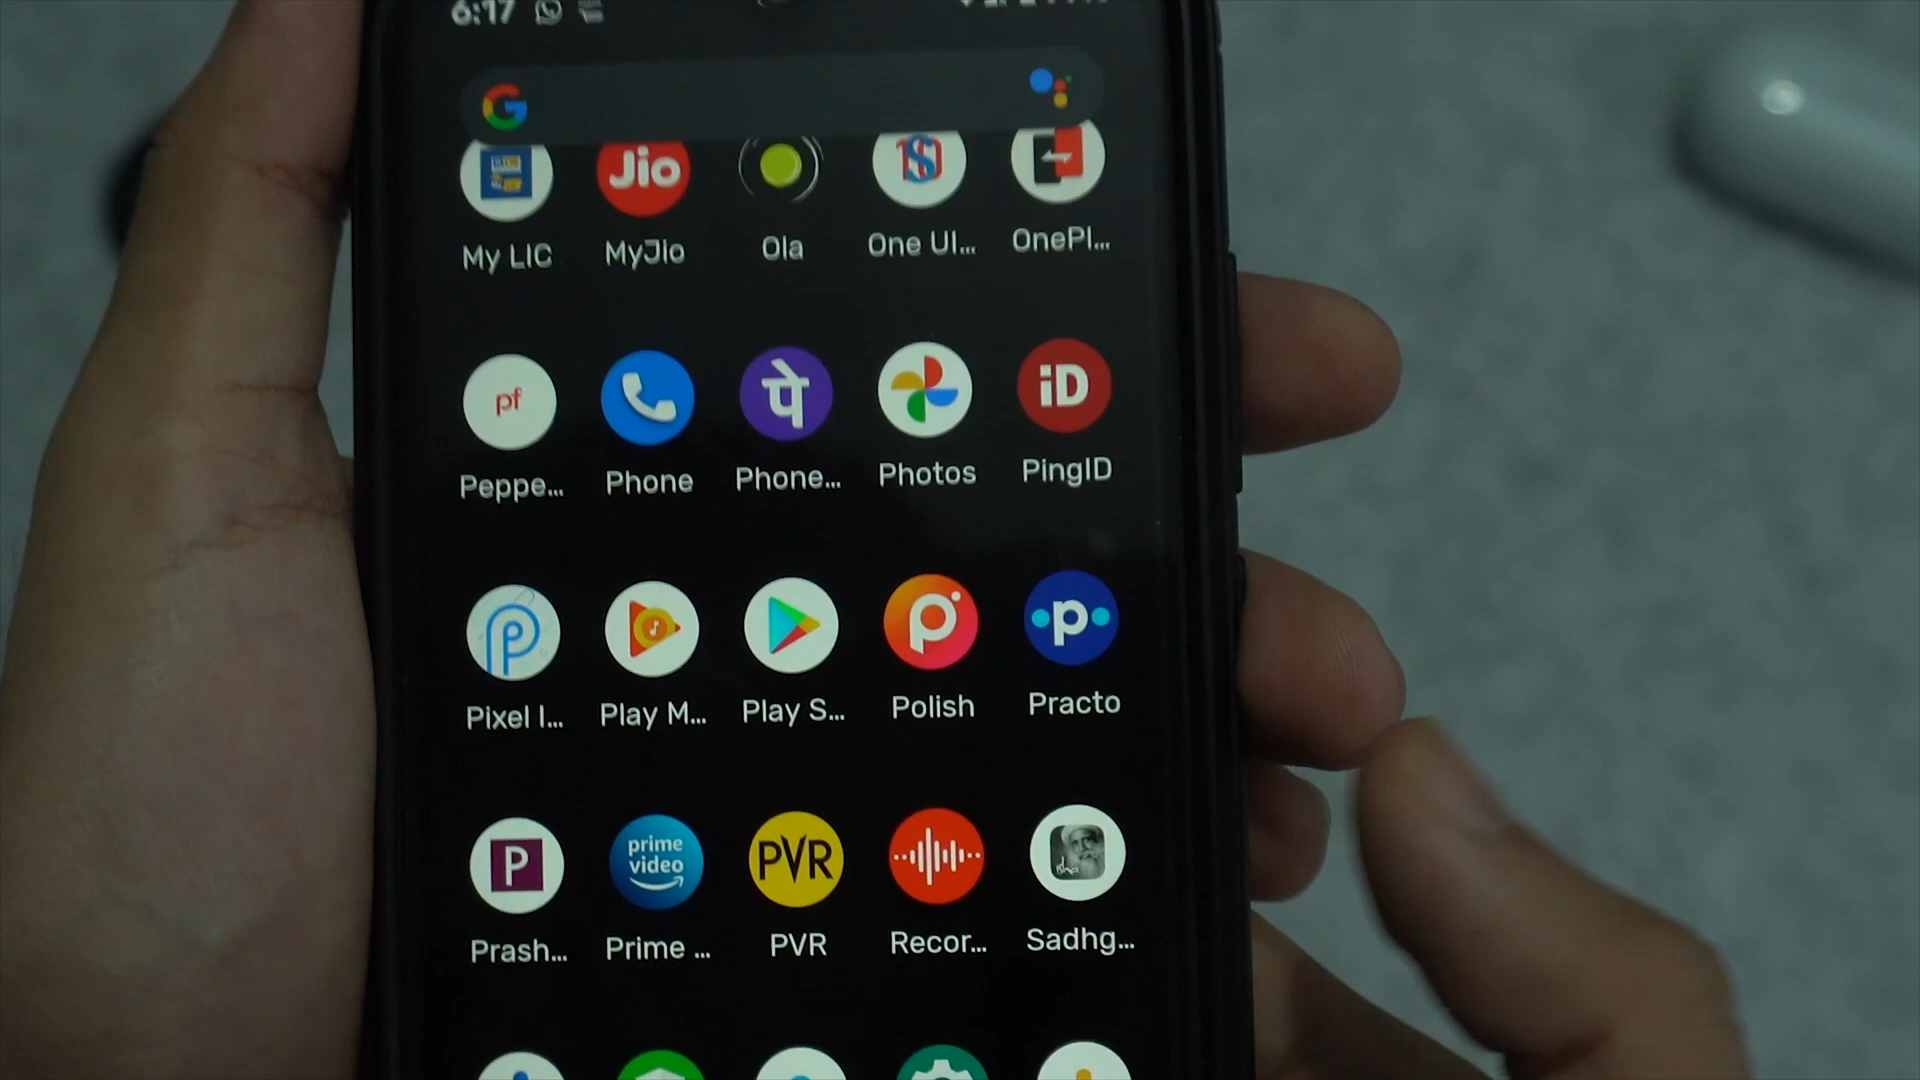 6:17
Jio
My LIC MyJio Ola One UI... OnePl...
pf पे iD
Peppe... Phone Phone... Photos PingID
p
Pixel I... Play M... Play S... Polish Practo
P prime video PVR
Prash... Prime ... PVR Recor... Sadhg...